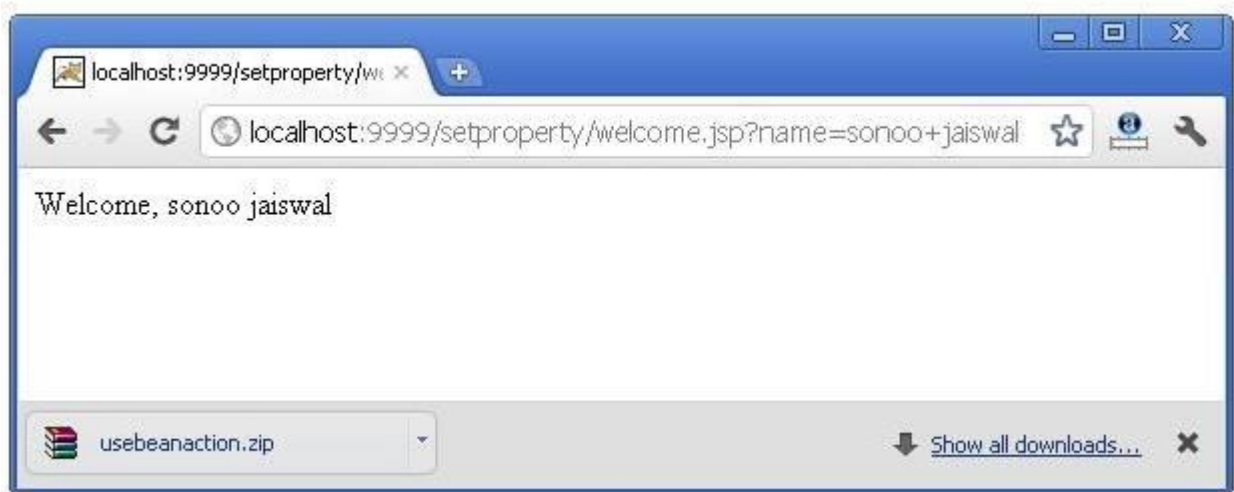 localhost:9999/setproperty/we
localhost:9999/setproperty/welcome.jsp?name=sonoo+jaiswal
Welcome, sonoo jaiswal
usebeanaction.zip
Show all downloads...